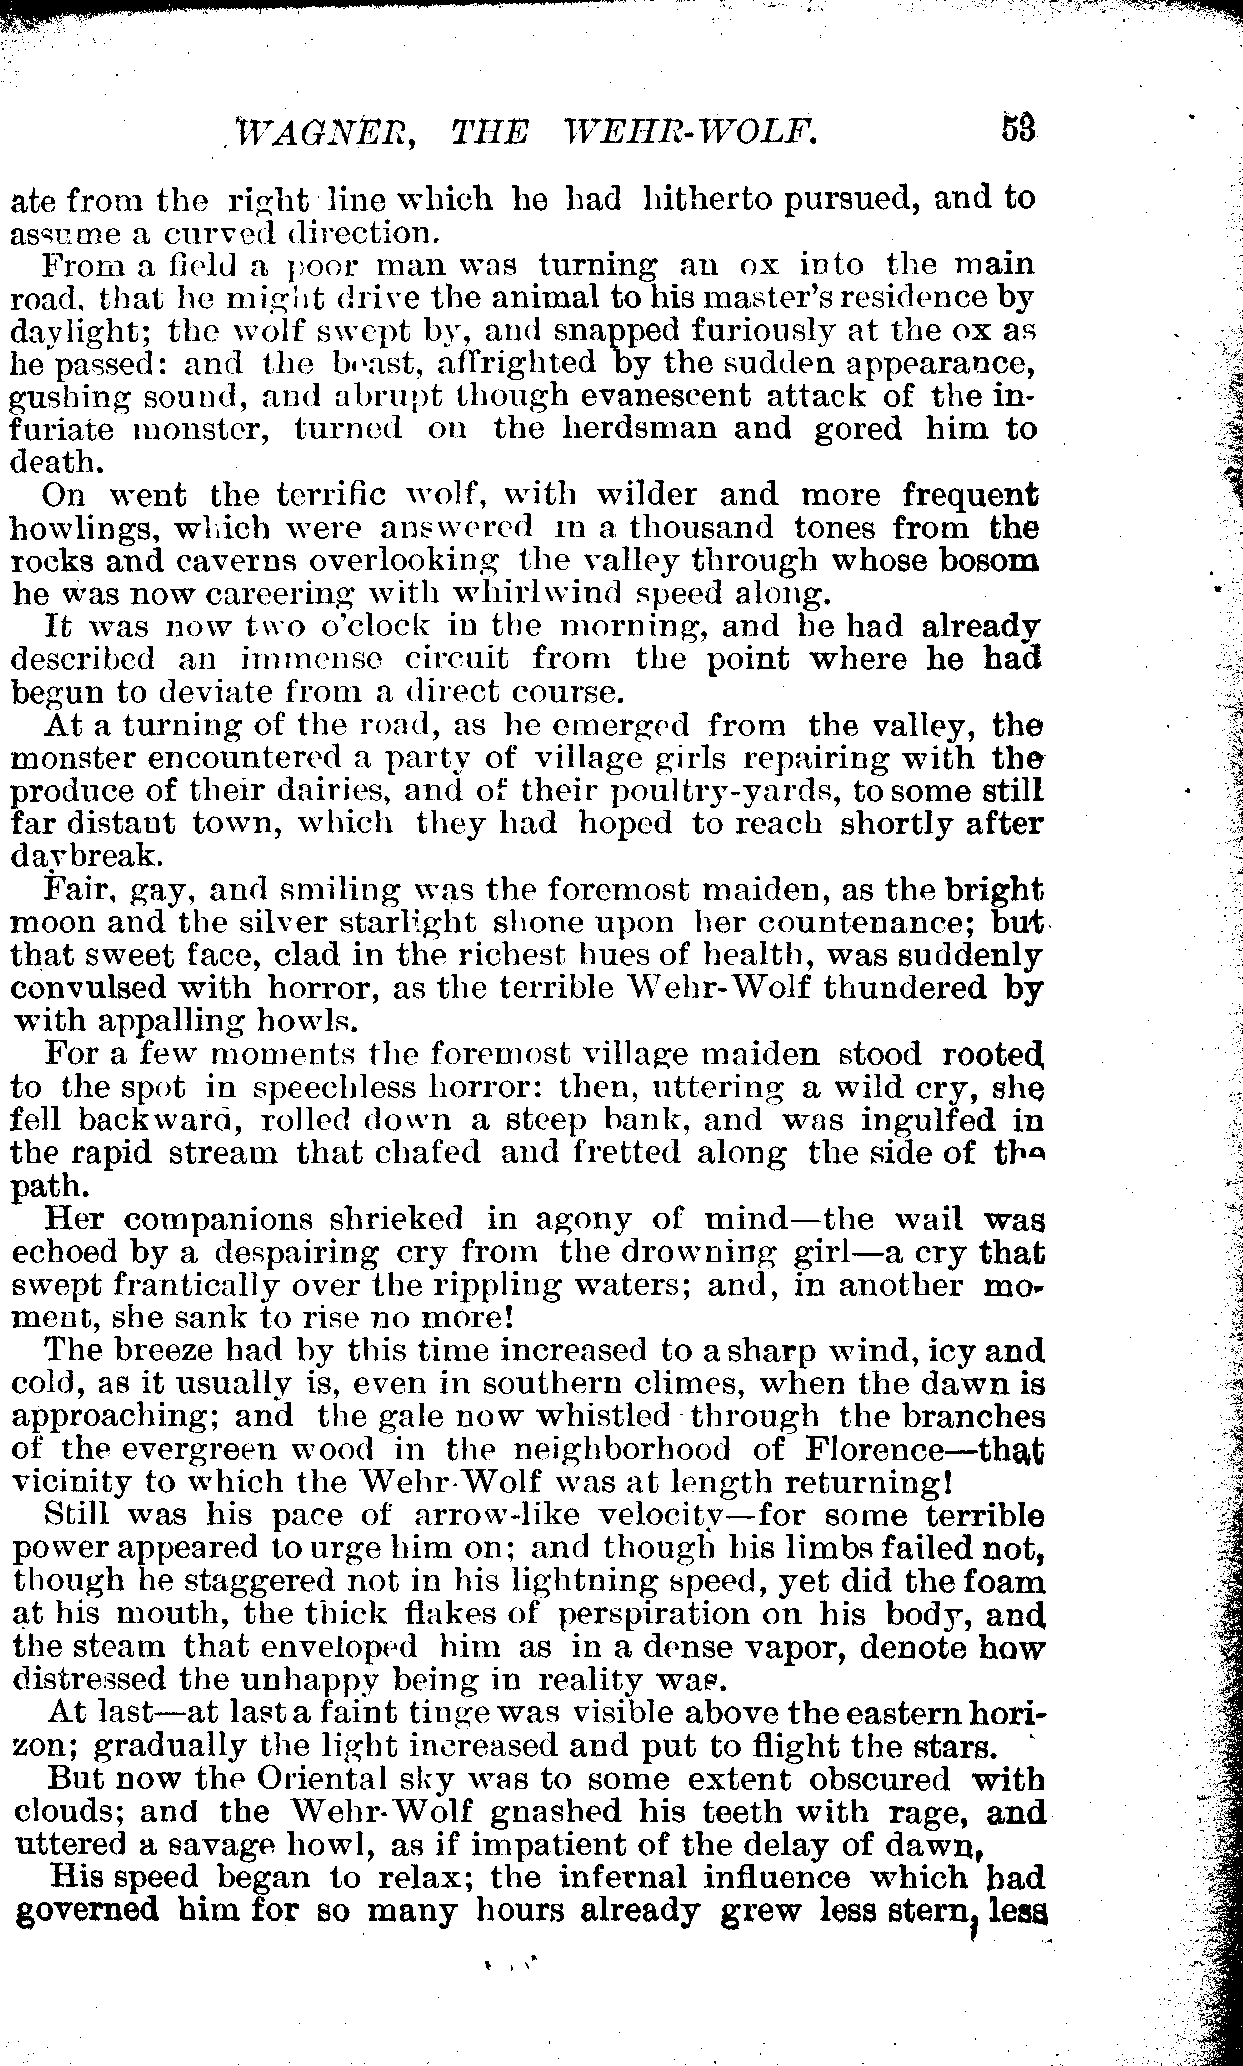 WAGNER, THE WEHR-WOLF. 53
ate from the right line which he had hitherto pursued, and to
assume a curved direction.
From a field a poor man was turning an ox into the main
road, that he might drive the animal to his master's residence by
daylight; the wolf swept by, and snapped furiously at the ox as
he passed: and the beast, affrighted by the sudden appearance,
gushing sound, and abrupt though evanescent attack of the in-
furiate monster, turned on the herdsman and gored him to
death.
On went the terrific wolf, with wilder and more frequent
howlings, which were answered in a thousand tones from the
rocks and caverns overlooking the valley through whose bosom
he was now careering with whirlwind speed along.
It was now two o'clock in the morning, and he had already
described an immense circuit from the point where he had
begun to deviate from a direct course.
At a turning of the road, as he emerged from the valley, the
monster encountered a party of village girls repairing with the
produce of their dairies, and of their poultry-yards, to some still
far distant town, which they had hoped to reach shortly after
daybreak.
Fair, gay, and smiling was the foremost maiden, as the bright
moon and the silver starlight shone upon her countenance; but
that sweet face, clad in the richest hues of health, was suddenly
convulsed with horror, as the terrible Wehr-Wolf thundered by
with appalling howls.
For a few moments the foremost village maiden stood rooted
to the spot in speechless horror: then, uttering a wild cry, she
fell backward, rolled down a steep bank, and was ingulfed in
the rapid stream that chafed and fretted along the side of the
path.
Her companions shrieked in agony of mind—the wail was
echoed by a despairing cry from the drowning girl—a cry that
swept frantically over the rippling waters; and, in another mo-
ment, she sank to rise no more!
The breeze had by this time increased to a sharp wind, icy and
cold, as it usually is, even in southern climes, when the dawn is
approaching; and the gale now whistled through the branches
of the evergreen wood in the neighborhood of Florence—that
vicinity to which the Wehr-Wolf was at length returning!
Still was his pace of arrow-like velocity—for some terrible
power appeared to urge him on; and though his limbs failed not,
though he staggered not in his lightning speed, yet did the foam
at his mouth, the thick flakes of perspiration on his body, and
the steam that enveloped him as in a dense vapor, denote how
distressed the unhappy being in reality was.
At last—at last a faint tinge was visible above the eastern hori-
zon; gradually the light increased and put to flight the stars.
But now the Oriental sky was to some extent obscured with
clouds; and the Wehr-Wolf gnashed his teeth with rage, and
uttered a savage howl, as if impatient of the delay of dawn,
His speed began to relax; the infernal influence which had
governed him for so many hours already grew less stern, less